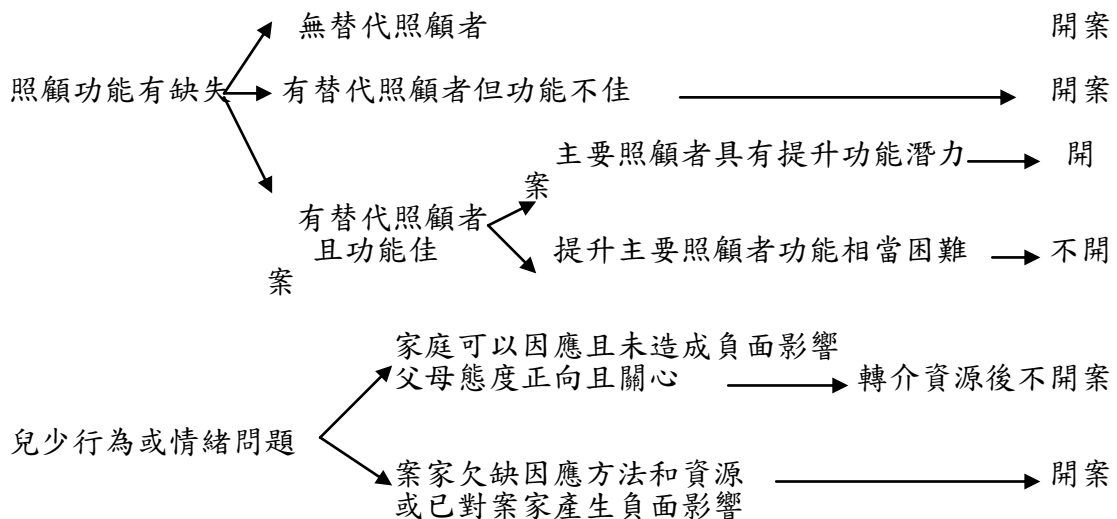 無替代照顧者 開案
照顧功能有缺失 有替代照顧者但功能不佳 開案
主要照顧者具有提升功能潛力 開
案
有替代照顧者
且功能佳 提升主要照顧者功能相當困難 不開
案
家庭可以因應且未造成負面影響
父母態度正向且關心 轉介資源後不開案
兒少行為或情緒問題
案家欠缺因應方法和資源 開案
或已對案家產生負面影響